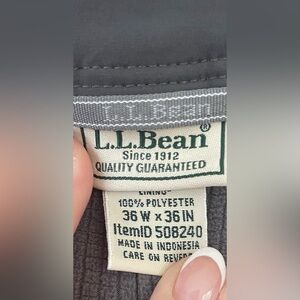 L.L.Bean
L.L.Bean®
Since 1912
QUALITY GUARANTEED
LINING-
100% POLYESTER
36 W x 36 IN
ItemID 508240
MADE IN INDONESIA
CARE ON REVERS